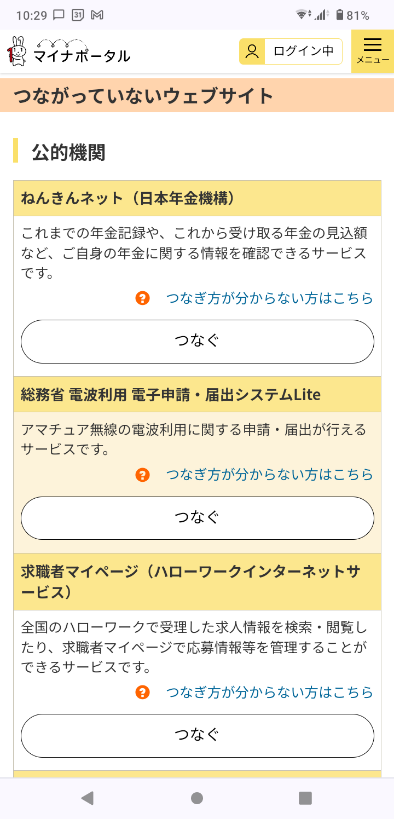 10:29 31 81%
マイナポータル ログイン中 メニュー
つながっていないウェブサイト
公的機関
ねんきんネット（日本年金機構）
これまでの年金記録や、これから受け取る年金の見込額
など、ご自身の年金に関する情報を確認できるサービス
です。
? つなぎ方が分からない方はこちら
つなぐ
総務省 電波利用 電子申請・届出システムLite
アマチュア無線の電波利用に関する申請・届出が行える
サービスです。
? つなぎ方が分からない方はこちら
つなぐ
求職者マイページ（ハローワークインターネットサ
ービス）
全国のハローワークで受理した求人情報を検索・閲覧し
たり、求職者マイページで応募情報等を管理することが
できるサービスです。
? つなぎ方が分からない方はこちら
つなぐ